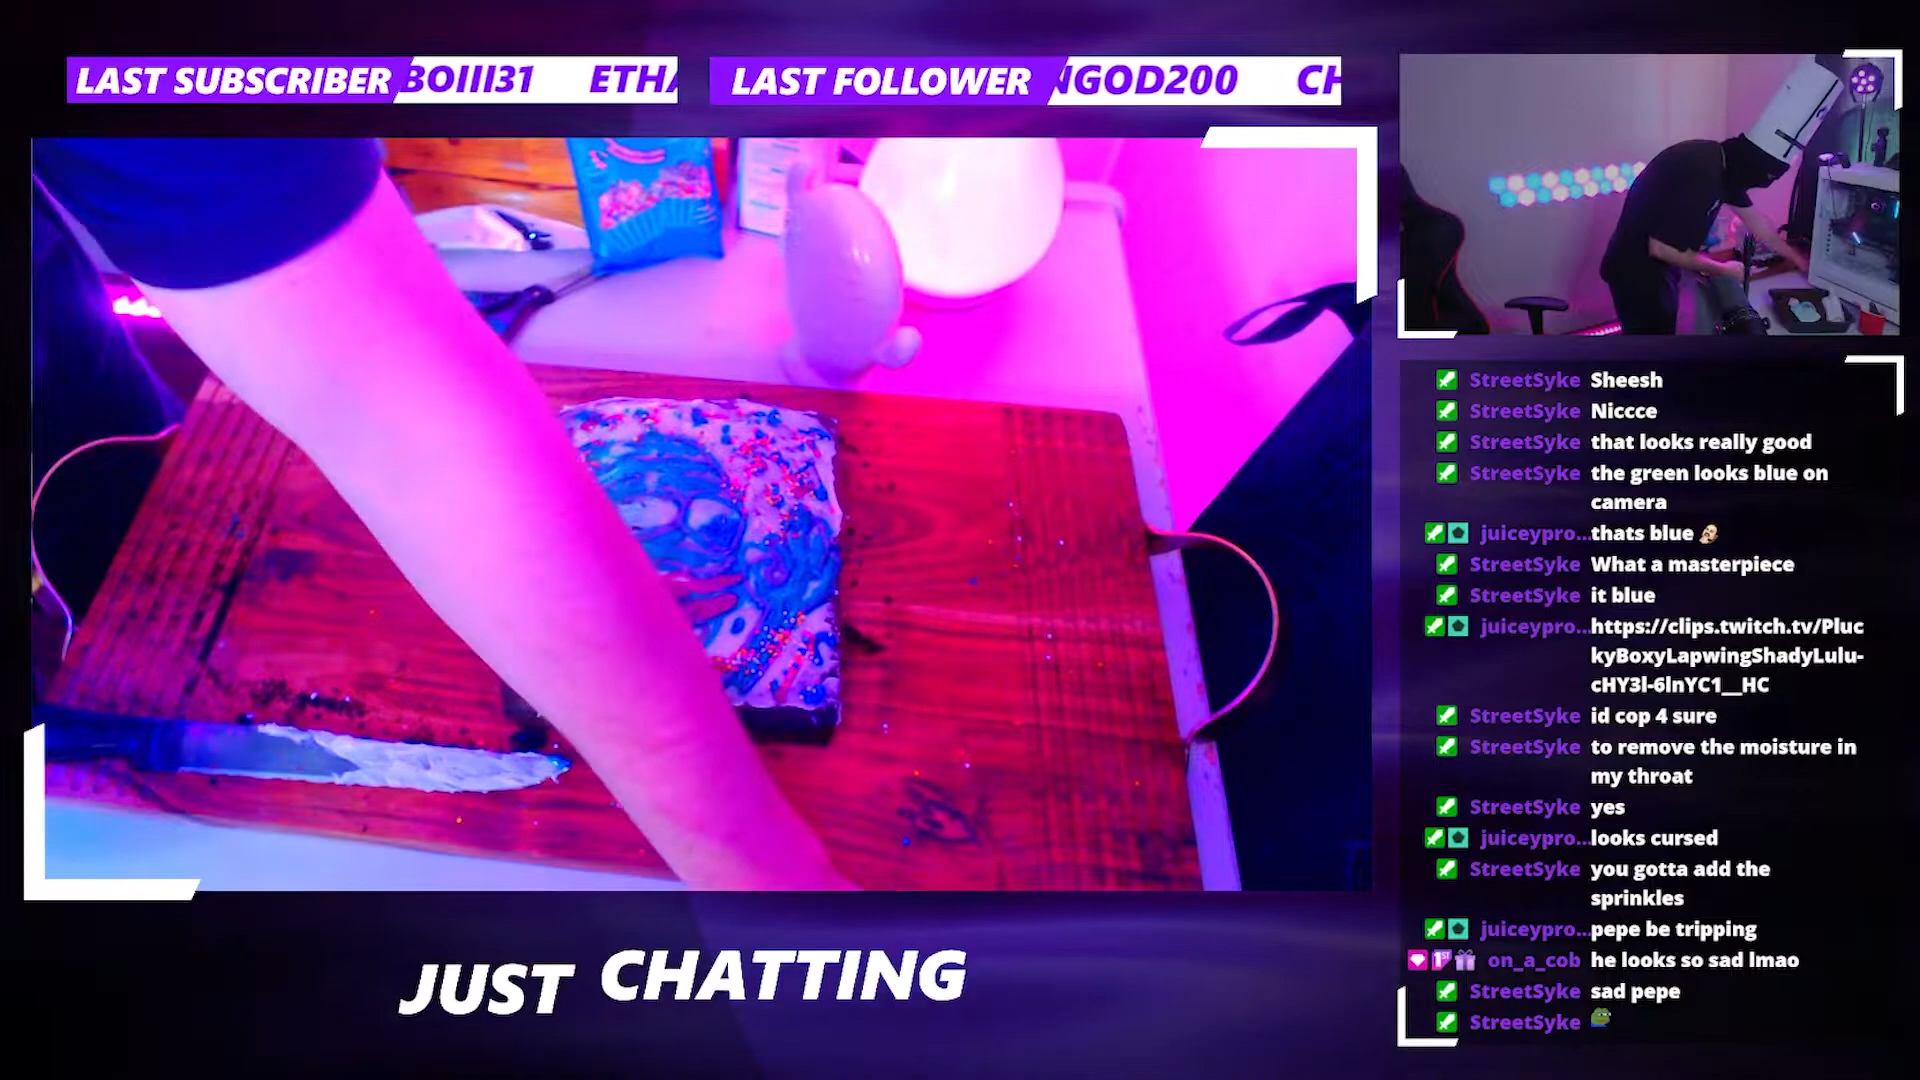 LAST SUBSCRIBER BOIII31 ETHA
LAST FOLLOWER NGOD200 CH
StreetSyke Sheesh
StreetSyke Niccce
StreetSyke that looks really good
StreetSyke the green looks blue on
camera
juiceypro...thats blue
StreetSyke What a masterpiece
StreetSyke it blue
juiceypro...https://clips.twitch.tv/Pluc
kyBoxyLapwingShadyLulu-
cHY3l-6lnYC1__HC
StreetSyke id cop 4 sure
StreetSyke to remove the moisture in
my throat
StreetSyke yes
juiceypro...looks cursed
StreetSyke you gotta add the
sprinkles
juiceypro...pepe be tripping
on_a_cob he looks so sad lmao
StreetSyke sad pepe
StreetSyke
JUST CHATTING